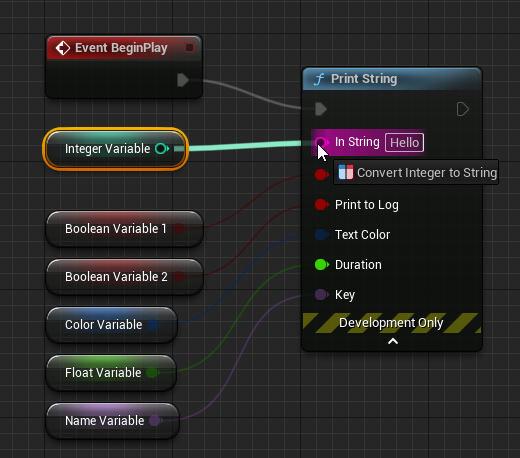 Event BeginPlay
Print String
Integer Variable
In String Hello
Convert Integer to String
Boolean Variable 1
Print to Log
Boolean Variable 2
Text Color
Color Variable
Duration
Float Variable
Key
Name Variable
Development Only